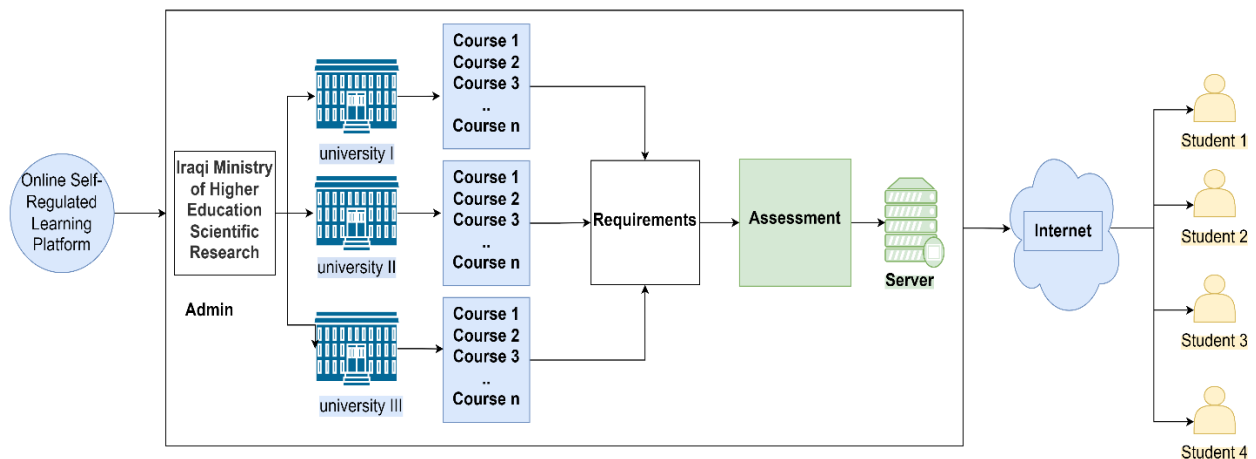 Online Self-
Regulated
Learning
Platform
Iraqi Ministry
of Higher
Education
Scientific
Research
Admin
university I
university II
university III
Course 1
Course 2
Course 3
..
Course n
Course 1
Course 2
Course 3
..
Course n
Course 1
Course 2
Course 3
..
Course n
Requirements
Assessment
Server
Internet
Student 1
Student 2
Student 3
Student 4